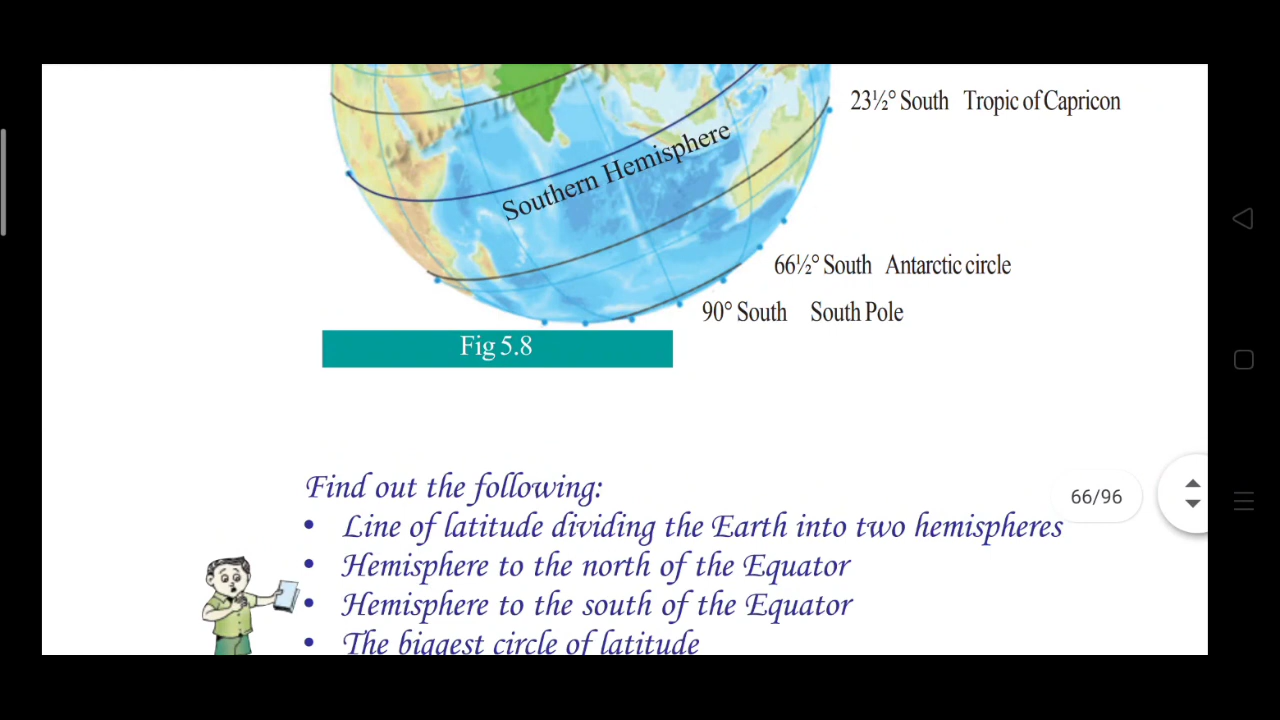 23½° South Tropic of Capricon
Southern Hemisphere
66½° South Antarctic circle
90° South South Pole
Fig 5.8
Find out the following:
• Line of latitude dividing the Earth into two hemispheres
• Hemisphere to the north of the Equator
• Hemisphere to the south of the Equator
• The biggest circle of latitude
66/96